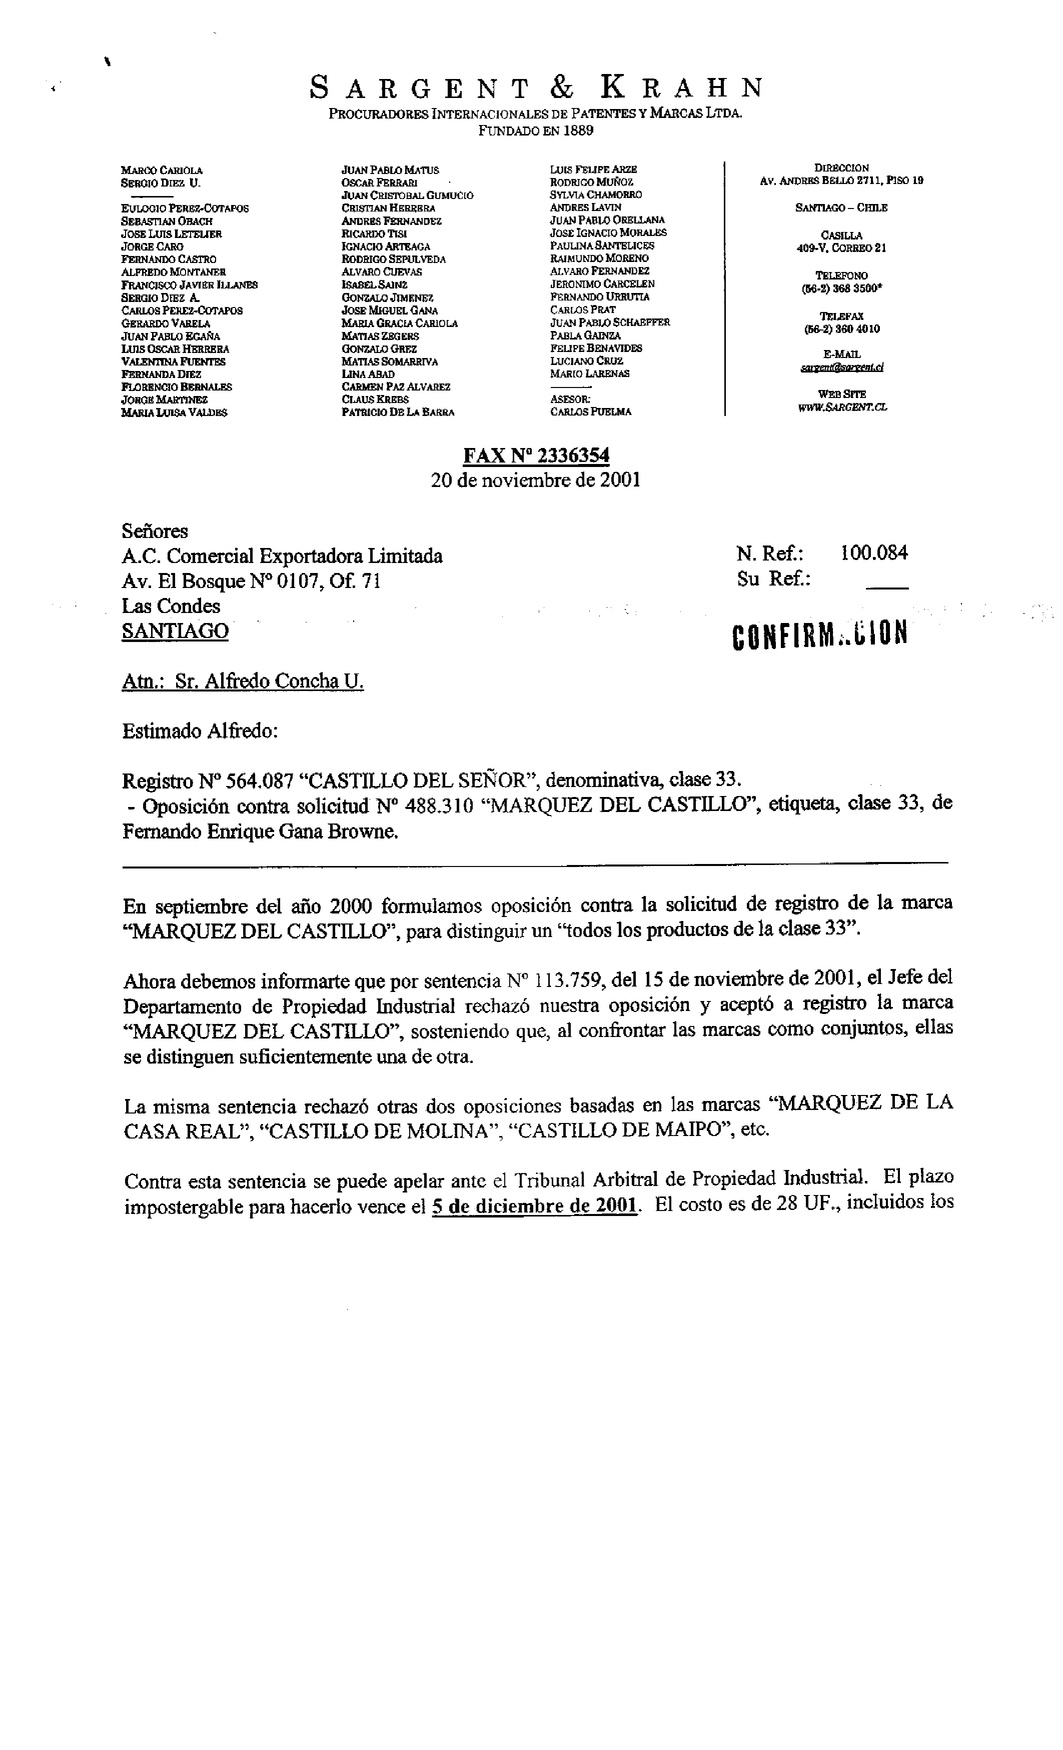 SARGENT & KRAHN
PROCURADORES INTERNACIONALES DE PATENTES Y MARCAS LTDA.
FUNDADO EN 1889
MARCO CARIOLA
SERGIO DIEZ U.
EULOGIO PEREZ-COTAPOS
SEBASTIAN OBACH
JOSE LUIS LETELIER
JORGE CARO
FERNANDO CASTRO
ALFREDO MONTANER
FRANCISCO JAVIER ILLANES
SERGIO DIEZ A.
CARLOS PEREZ-COTAPOS
GERARDO VARELA
JUAN PABLO EGAÑA
LUIS OSCAR HERRERA
VALENTINA FUENTES
FERNANDA DIEZ
FLORENCIO BERNALES
JORGE MARTINEZ
MARIA LUISA VALDES
JUAN PABLO MATUS
OSCAR FERRARI
JUAN CRISTOBAL GUMUCIO
CRISTIAN HERRERA
ANDRES FERNANDEZ
RICARDO TISI
IGNACIO ARTEAGA
RODRIGO SEPULVEDA
ALVARO CUEVAS
ISABEL SAINZ
GONZALO JIMENEZ
JOSE MIGUEL GANA
MARIA GRACIA CARIOLA
MATIAS ZEGERS
GONZALO GREZ
MATIAS SOMARRIVA
LINA ABAD
CARMEN PAZ ALVAREZ
CLAUS KREBS
PATRICIO DE LA BARRA
LUIS FELIPE ARZE
RODRIGO MUÑOZ
SYLVIA CHAMORRO
ANDRES LAVIN
JUAN PABLO ORELLANA
JOSE IGNACIO MORALES
PAULINA SANTELICES
RAIMUNDO MORENO
ALVARO FERNANDEZ
JERONIMO CARCELEN
FERNANDO URRUTIA
CARLOS PRAT
JUAN PABLO SCHAEFFER
PABLA GAINZA
FELIPE BENAVIDES
LUCIANO CRUZ
MARIO LARENAS
ASESOR:
CARLOS PUELMA
DIRECCION
AV. ANDRES BELLO 2711, PISO 19
SANTIAGO – CHILE
CASILLA
409-V, CORREO 21
TELEFONO
(56-2) 368 3500*
TELEFAX
(56-2) 360 4010
E-MAIL
sargent@sargent.cl
WEB SITE
WWW.SARGENT.CL
FAX Nº 2336354
20 de noviembre de 2001
Señores
A.C. Comercial Exportadora Limitada
Av. El Bosque Nº 0107, Of. 71
Las Condes
SANTIAGO
N. Ref.: 100.084
Su Ref.:
CONFIRMACION
Atn.: Sr. Alfredo Concha U.
Estimado Alfredo:
Registro Nº 564.087 “CASTILLO DEL SEÑOR”, denominativa, clase 33.
- Oposición contra solicitud Nº 488.310 “MARQUEZ DEL CASTILLO”, etiqueta, clase 33, de
Fernando Enrique Gana Browne.
En septiembre del año 2000 formulamos oposición contra la solicitud de registro de la marca
“MARQUEZ DEL CASTILLO”, para distinguir un “todos los productos de la clase 33”.
Ahora debemos informarte que por sentencia Nº 113.759, del 15 de noviembre de 2001, el Jefe del
Departamento de Propiedad Industrial rechazó nuestra oposición y aceptó a registro la marca
“MARQUEZ DEL CASTILLO”, sosteniendo que, al confrontar las marcas como conjuntos, ellas
se distinguen suficientemente una de otra.
La misma sentencia rechazó otras dos oposiciones basadas en las marcas “MARQUEZ DE LA
CASA REAL”, “CASTILLO DE MOLINA”, “CASTILLO DE MAIPO”, etc.
Contra esta sentencia se puede apelar ante el Tribunal Arbitral de Propiedad Industrial. El plazo
impostergable para hacerlo vence el 5 de diciembre de 2001. El costo es de 28 UF., incluidos los